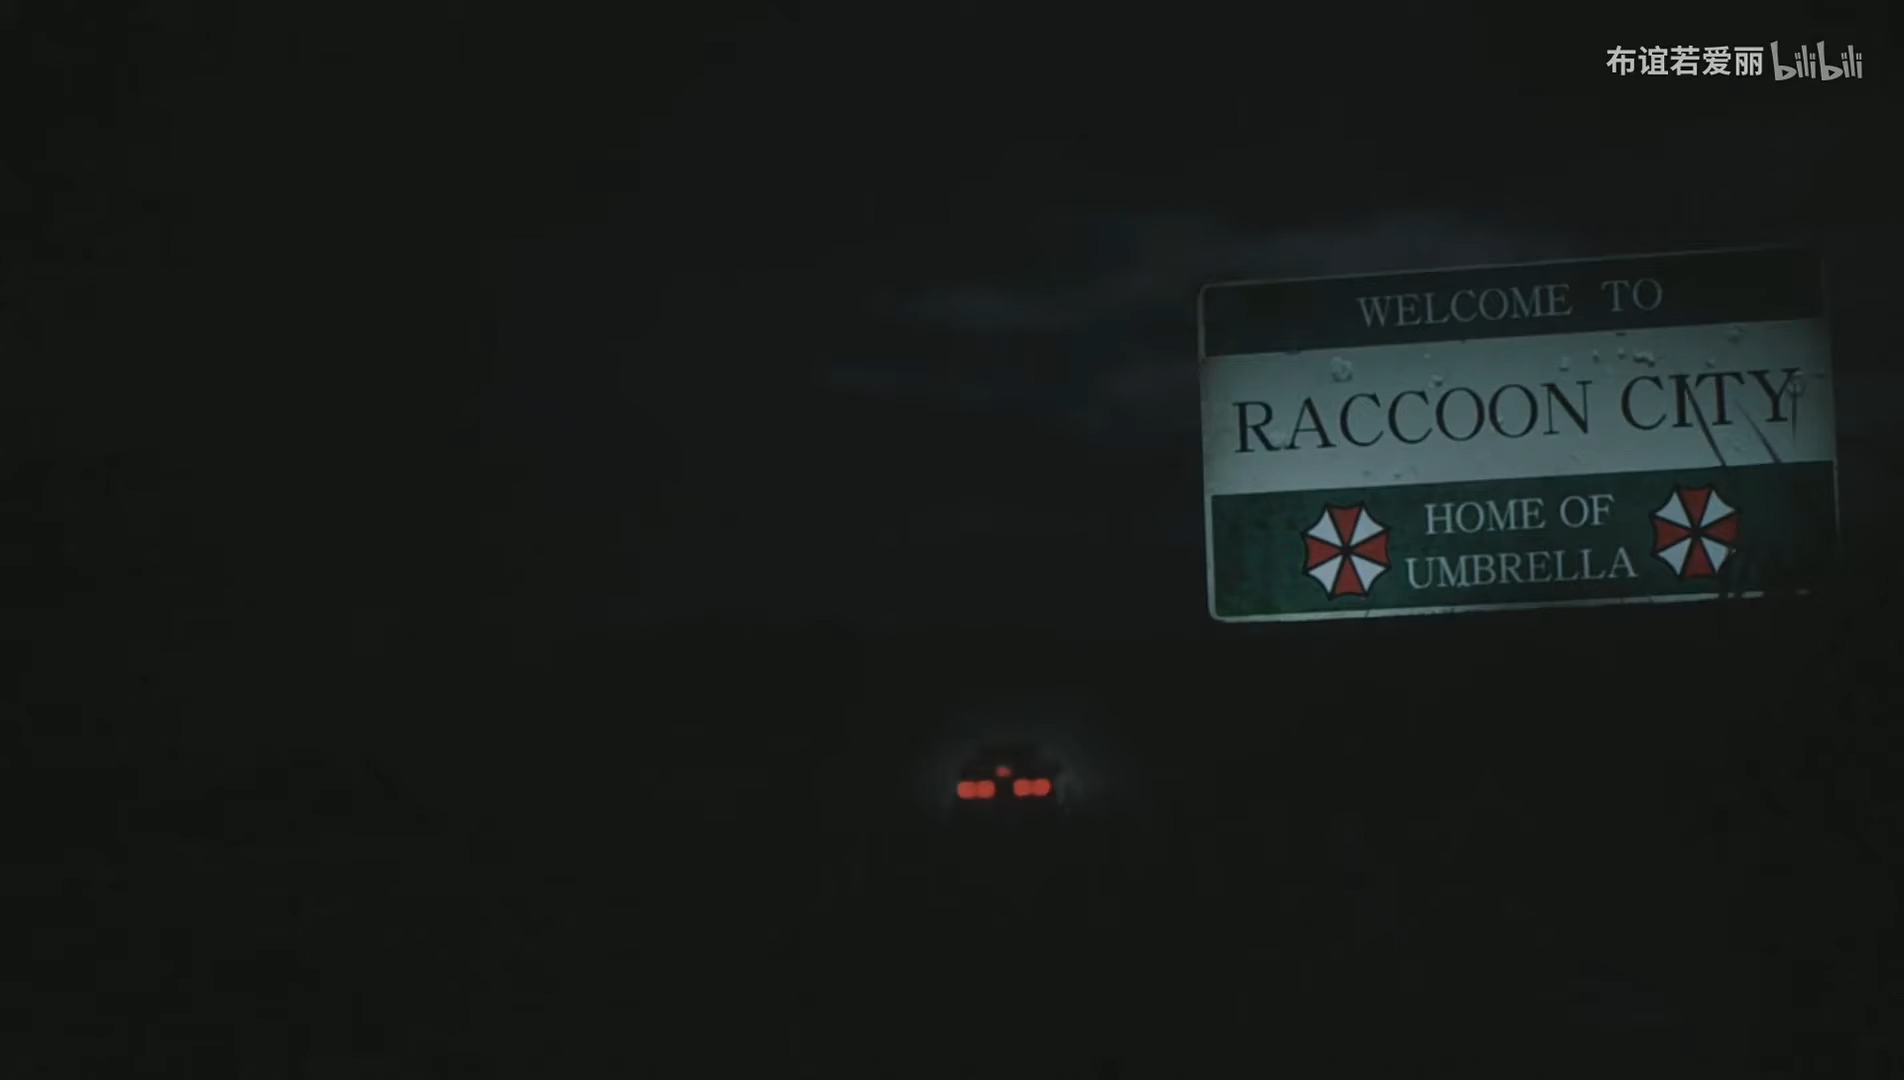 布谊若爱丽 bilibili
WELCOME TO
RACCOON CITY
HOME OF
UMBRELLA